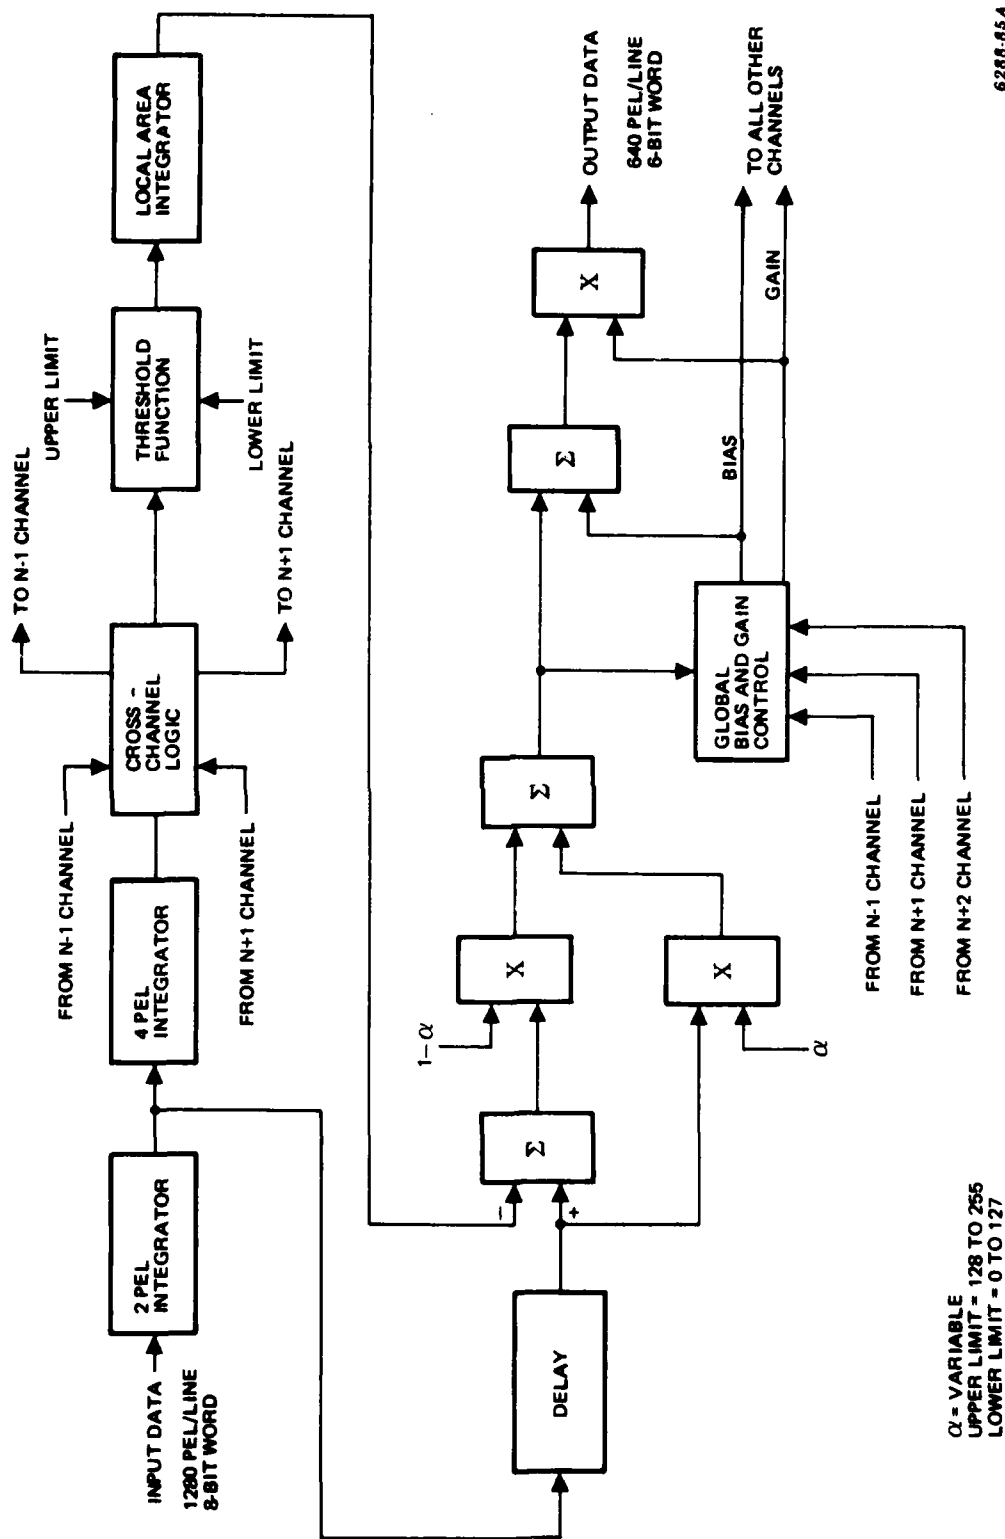 INPUT DATA
1280 PEL/LINE
8-BIT WORD
2 PEL
INTEGRATOR
4 PEL
INTEGRATOR
FROM N-1 CHANNEL
FROM N+1 CHANNEL
CROSS -
CHANNEL
LOGIC
TO N-1 CHANNEL
TO N+1 CHANNEL
UPPER LIMIT
THRESHOLD
FUNCTION
LOWER LIMIT
LOCAL AREA
INTEGRATOR
DELAY
-
+
Σ
1-α
X
X
α
Σ
GLOBAL
BIAS AND GAIN
CONTROL
FROM N-1 CHANNEL
FROM N+1 CHANNEL
FROM N+2 CHANNEL
Σ
X
BIAS
GAIN
OUTPUT DATA
640 PEL/LINE
6-BIT WORD
TO ALL OTHER
CHANNELS
α = VARIABLE
UPPER LIMIT = 128 TO 255
LOWER LIMIT = 0 TO 127
6288-65A